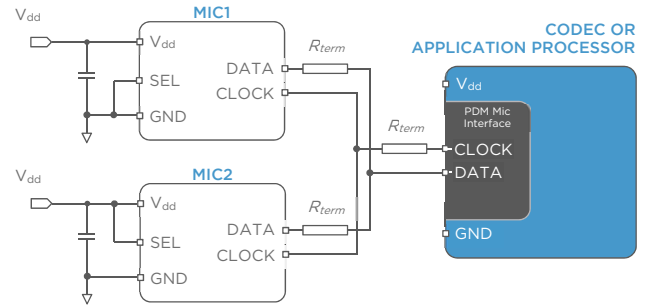 MIC1
Vdd
Vdd
SEL
GND
DATA
CLOCK
Rterm
CODEC OR
APPLICATION PROCESSOR
Vdd
PDM Mic
Interface
CLOCK
DATA
GND
Rterm
MIC2
Vdd
Vdd
SEL
GND
DATA
CLOCK
Rterm